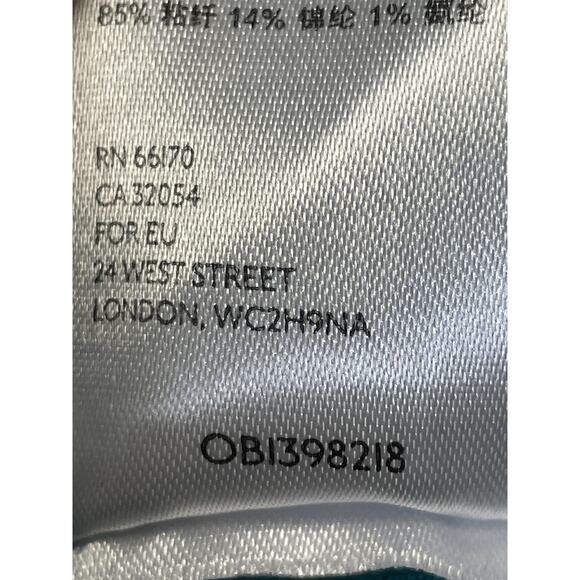 85% 粘纤 14% 锦纶 1% 氨纶
RN 66170
CA 32054
FOR EU
24 WEST STREET
LONDON, WC2H9NA
OB1398218